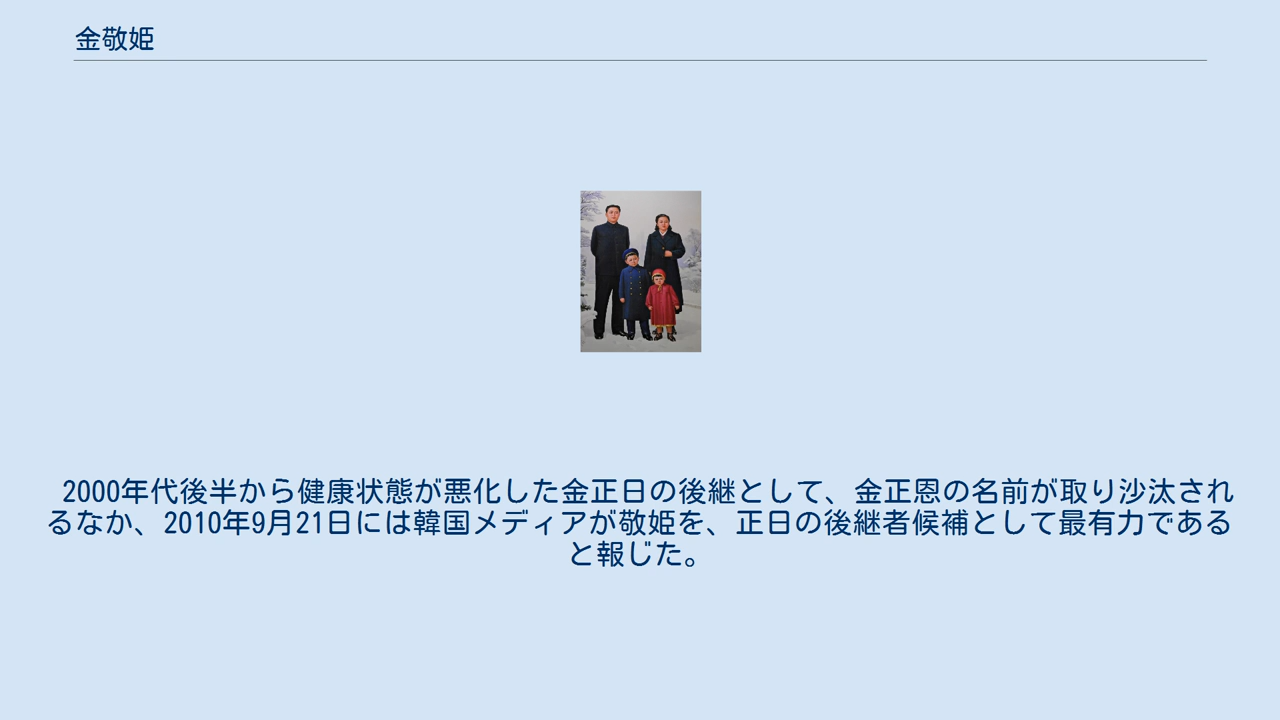 金敬姫
2000年代後半から健康状態が悪化した金正日の後継として、金正恩の名前が取り沙汰され
るなか、2010年9月21日には韓国メディアが敬姫を、正日の後継者候補として最有力である
と報じた。